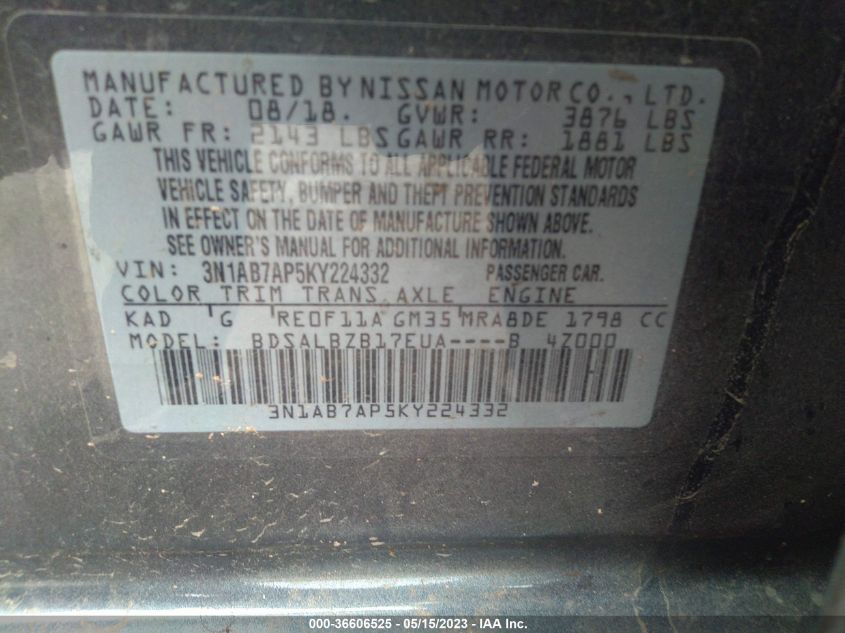 MANUFACTURED BY NISSAN MOTOR CO., LTD.
DATE: 08/18. GVWR: 3876 LBS
GAWR FR: 2143 LBS GAWR RR: 1881 LBS
THIS VEHICLE CONFORMS TO ALL APPLICABLE FEDERAL MOTOR
VEHICLE SAFETY, BUMPER AND THEFT PREVENTION STANDARDS
IN EFFECT ON THE DATE OF MANUFACTURE SHOWN ABOVE.
SEE OWNER'S MANUAL FOR ADDITIONAL INFORMATION.
VIN: 3N1AB7AP5KY224332 PASSENGER CAR.
COLOR TRIM TRANS AXLE ENGINE
KAD G RE0F11A GM35 MRA8DE 1798 CC
MODEL: BDSALBZB17EUA----B 4Z000
3N1AB7AP5KY224332
000-36606525 - 05/15/2023 - IAA Inc.